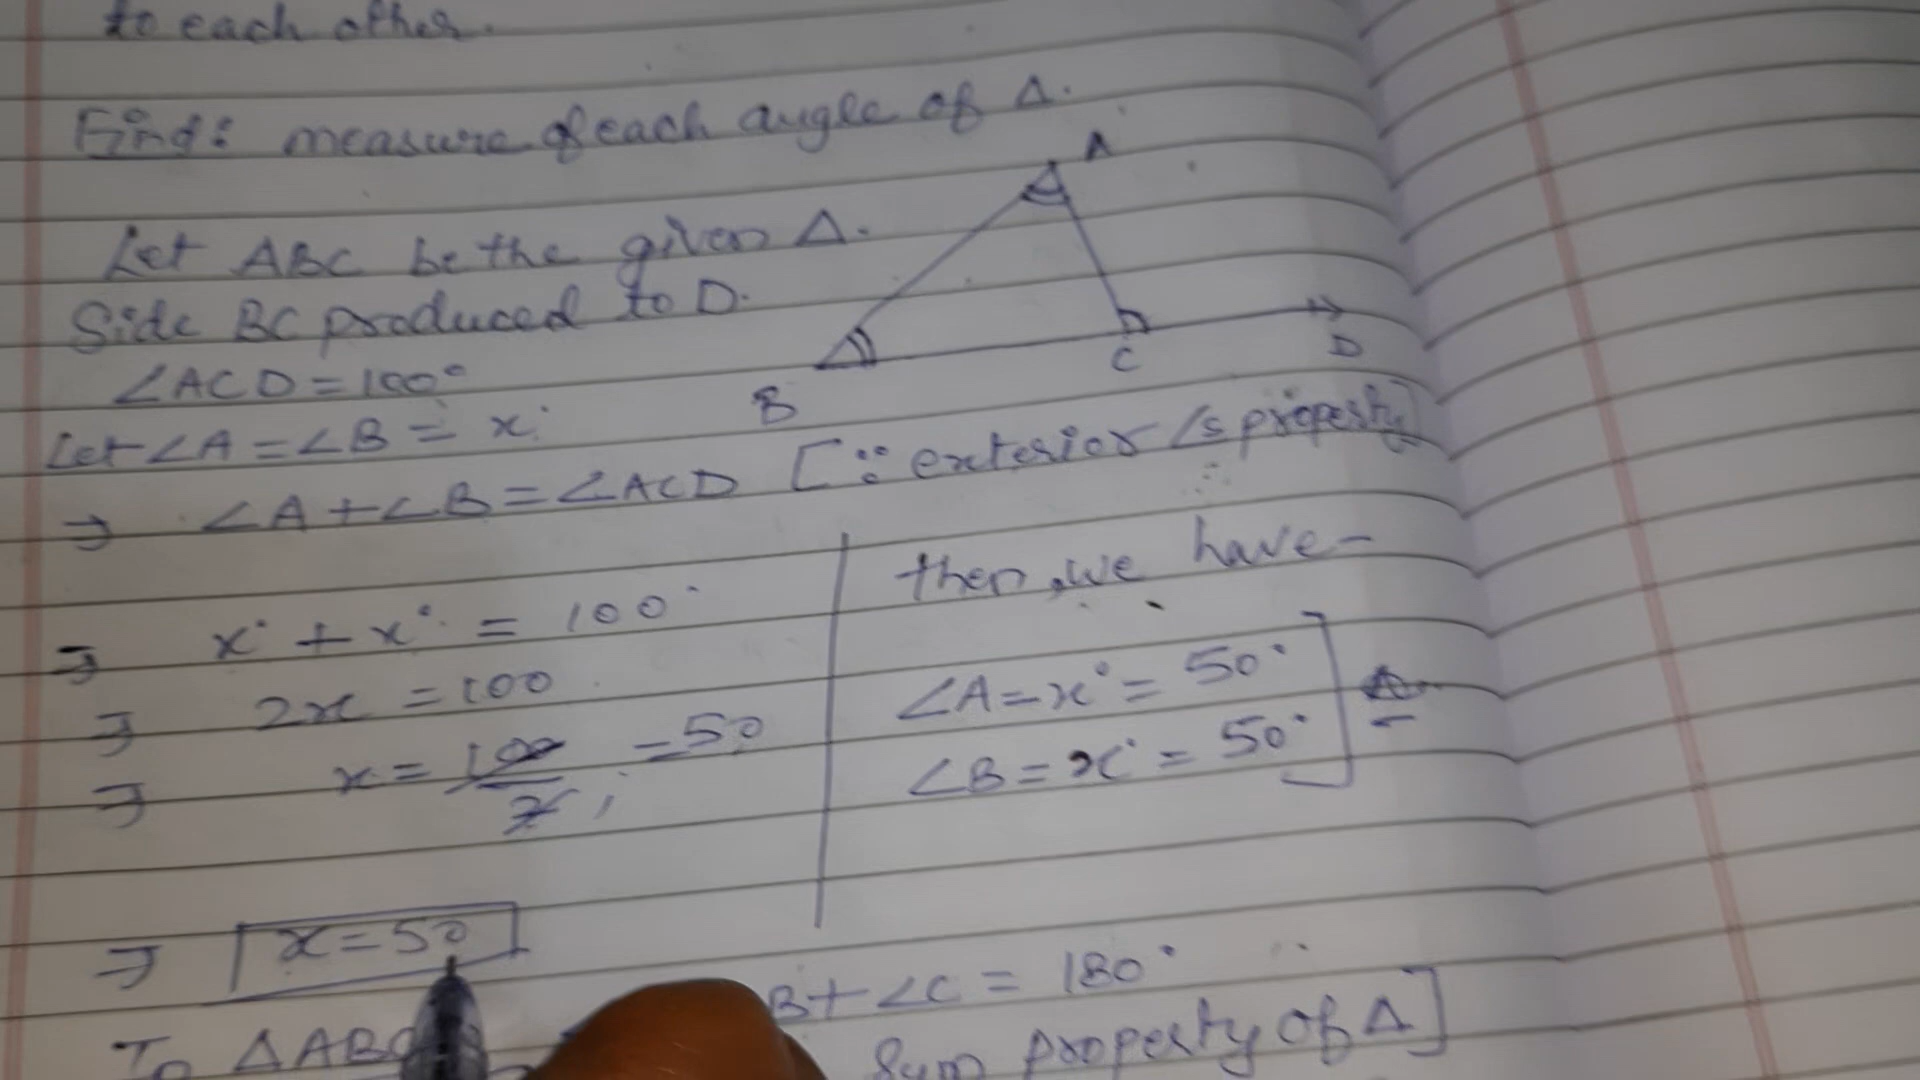 to each other.
Find: measure of each angle of Δ.
A
Let ABC be the given Δ.
Side BC produced to D.
∠ACD = 100°
B
C
D
Let ∠A = ∠B = x°
⇒ ∠A + ∠B = ∠ACD [∵ exterior ∠s property]
⇒ x° + x° = 100°
⇒ 2x = 100
⇒ x = 100/2 = 50
⇒ x = 50
then, we have -
∠A = x° = 50°
∠B = x° = 50°
B + ∠C = 180°
In ΔABC
Sum property of Δ]